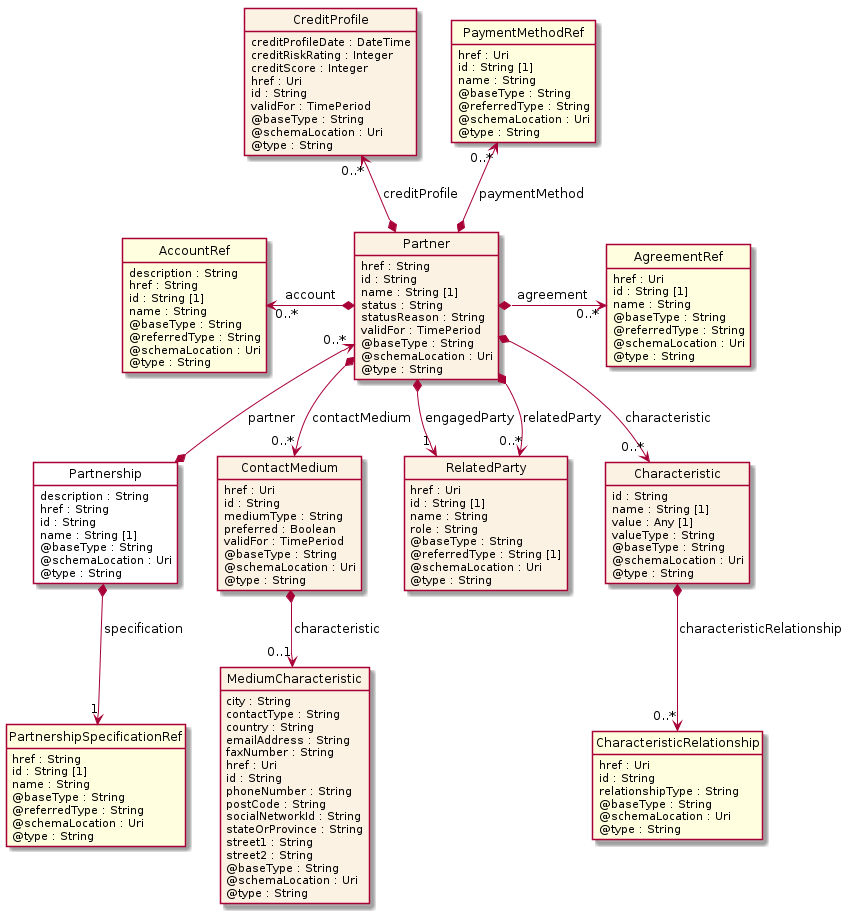 CreditProfile
creditProfileDate : DateTime
creditRiskRating : Integer
creditScore : Integer
href : Uri
id : String
validFor : TimePeriod
@baseType : String
@schemaLocation : Uri
@type : String
PaymentMethodRef
href : Uri
id : String [1]
name : String
@baseType : String
@referredType : String
@schemaLocation : Uri
@type : String
0..*
0..*
creditProfile
paymentMethod
AccountRef
description : String
href : String
id : String [1]
name : String
@baseType : String
@referredType : String
@schemaLocation : Uri
@type : String
account
0..*
Partner
href : String
id : String
name : String [1]
status : String
statusReason : String
validFor : TimePeriod
@baseType : String
@schemaLocation : Uri
@type : String
agreement
0..*
AgreementRef
href : Uri
id : String [1]
name : String
@baseType : String
@referredType : String
@schemaLocation : Uri
@type : String
0..*
partner
contactMedium
engagedParty
relatedParty
characteristic
0..*
1
0..*
0..*
Partnership
description : String
href : String
id : String
name : String [1]
@baseType : String
@schemaLocation : Uri
@type : String
ContactMedium
href : Uri
id : String
mediumType : String
preferred : Boolean
validFor : TimePeriod
@baseType : String
@schemaLocation : Uri
@type : String
RelatedParty
href : Uri
id : String [1]
name : String
role : String
@baseType : String
@referredType : String [1]
@schemaLocation : Uri
@type : String
Characteristic
id : String
name : String [1]
value : Any [1]
valueType : String
@baseType : String
@schemaLocation : Uri
@type : String
specification
characteristic
characteristicRelationship
1
0..1
0..*
PartnershipSpecificationRef
href : String
id : String [1]
name : String
@baseType : String
@referredType : String
@schemaLocation : Uri
@type : String
MediumCharacteristic
city : String
contactType : String
country : String
emailAddress : String
faxNumber : String
href : Uri
id : String
phoneNumber : String
postCode : String
socialNetworkId : String
stateOrProvince : String
street1 : String
street2 : String
@baseType : String
@schemaLocation : Uri
@type : String
CharacteristicRelationship
href : Uri
id : String
relationshipType : String
@baseType : String
@schemaLocation : Uri
@type : String